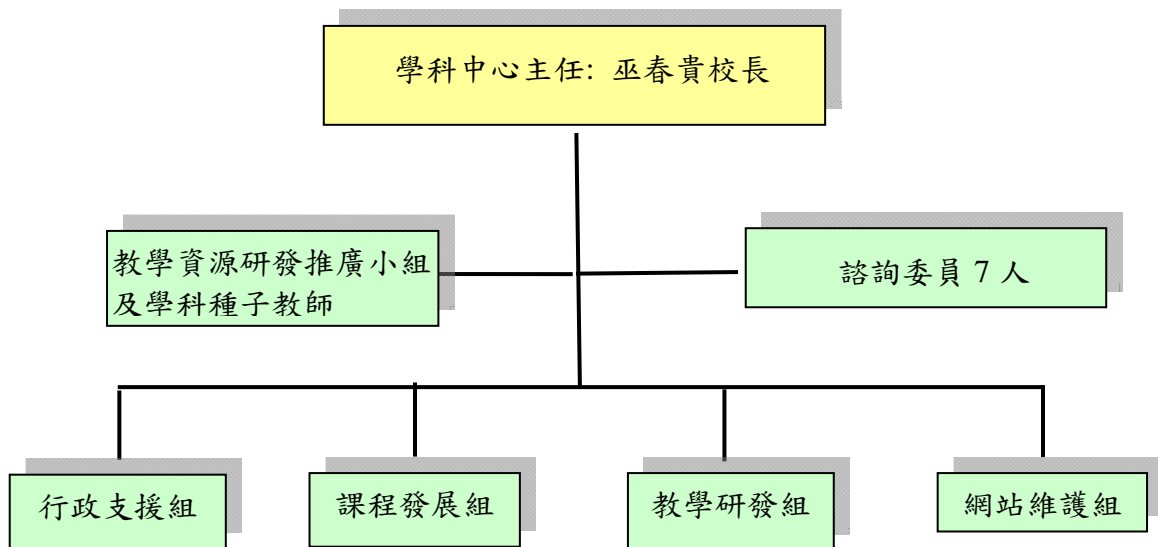 學科中心主任: 巫春貴校長
教學資源研發推廣小組
及學科種子教師
諮詢委員 7 人
行政支援組
課程發展組
教學研發組
網站維護組